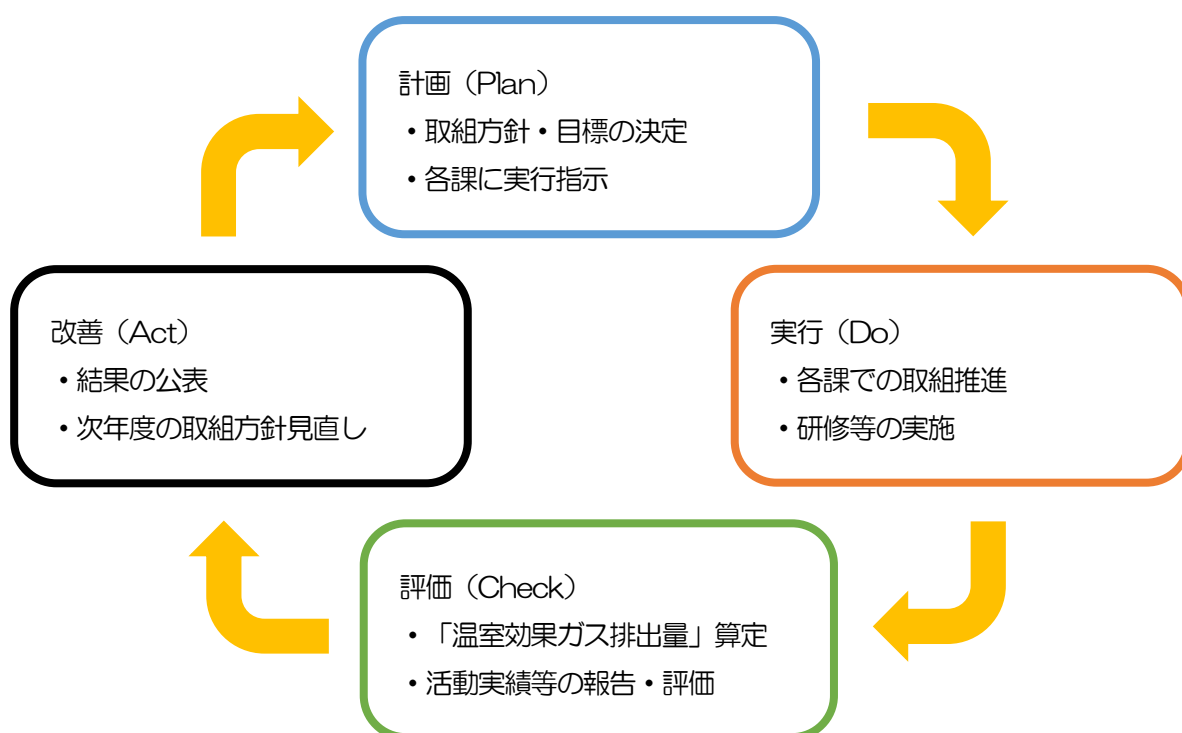 計画（Plan）
・取組方針・目標の決定
・各課に実行指示
改善（Act）
・結果の公表
・次年度の取組方針見直し
実行（Do）
・各課での取組推進
・研修等の実施
評価（Check）
・「温室効果ガス排出量」算定
・活動実績等の報告・評価